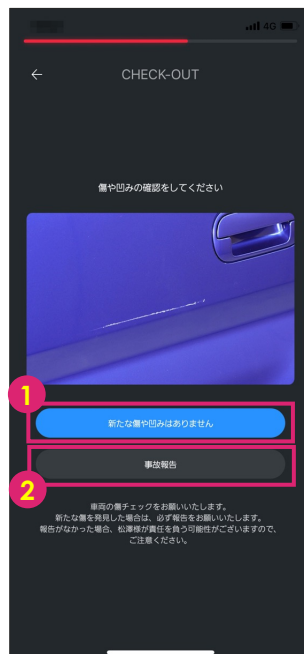 4G
CHECK-OUT
傷や凹みの確認をしてください
1
新たな傷や凹みはありません
事故報告
2
車両の傷チェックをお願いいたします。
新たな傷を発見した場合は、必ず報告をお願いいたします。
報告がなかった場合、松澤様が責任を負う可能性がございますので、
ご注意ください。